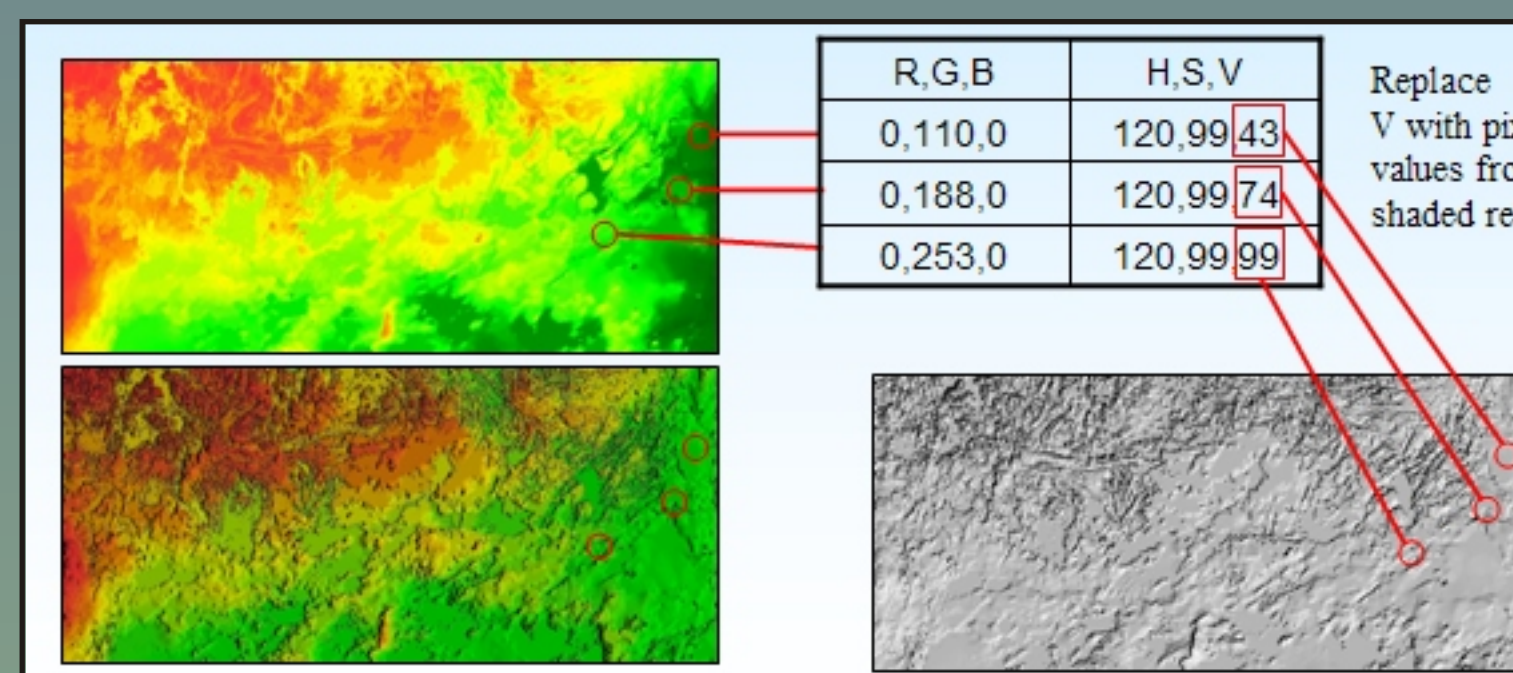 R,G,B H,S,V
0,110,0 120,99,43
0,188,0 120,99,74
0,253,0 120,99,99
Replace
V with
values
shaded